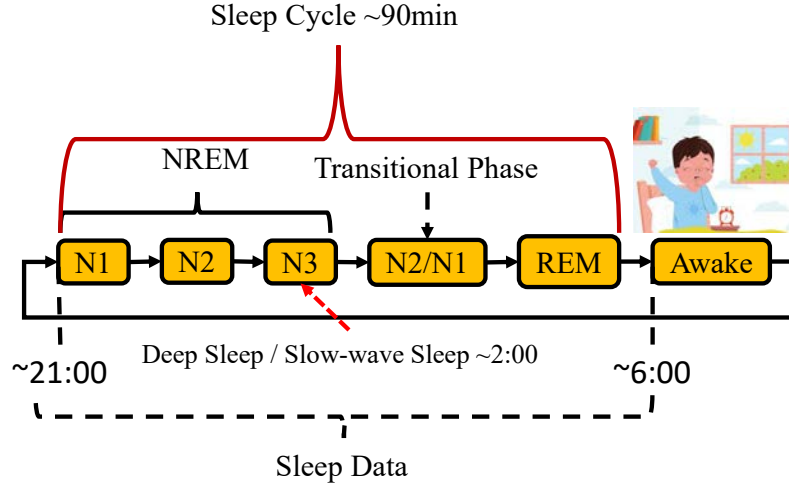 Sleep Cycle ~90min
NREM
Transitional Phase
N1
N2
N3
N2/N1
REM
Awake
Deep Sleep / Slow-wave Sleep ~2:00
~21:00
~6:00
Sleep Data